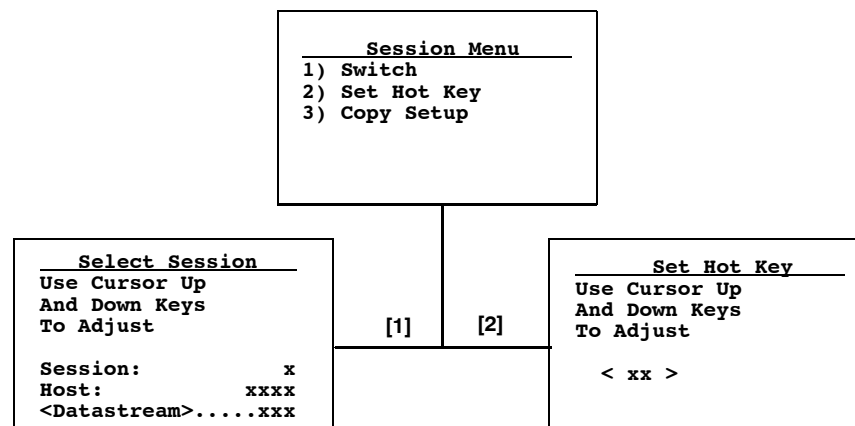 Session Menu
1) Switch
2) Set Hot Key
3) Copy Setup
Select Session
Use Cursor Up
And Down Keys
To Adjust
Session: x
Host: xxxx
<Datastream>.....xxx
[1]
[2]
Set Hot Key
Use Cursor Up
And Down Keys
To Adjust
< xx >